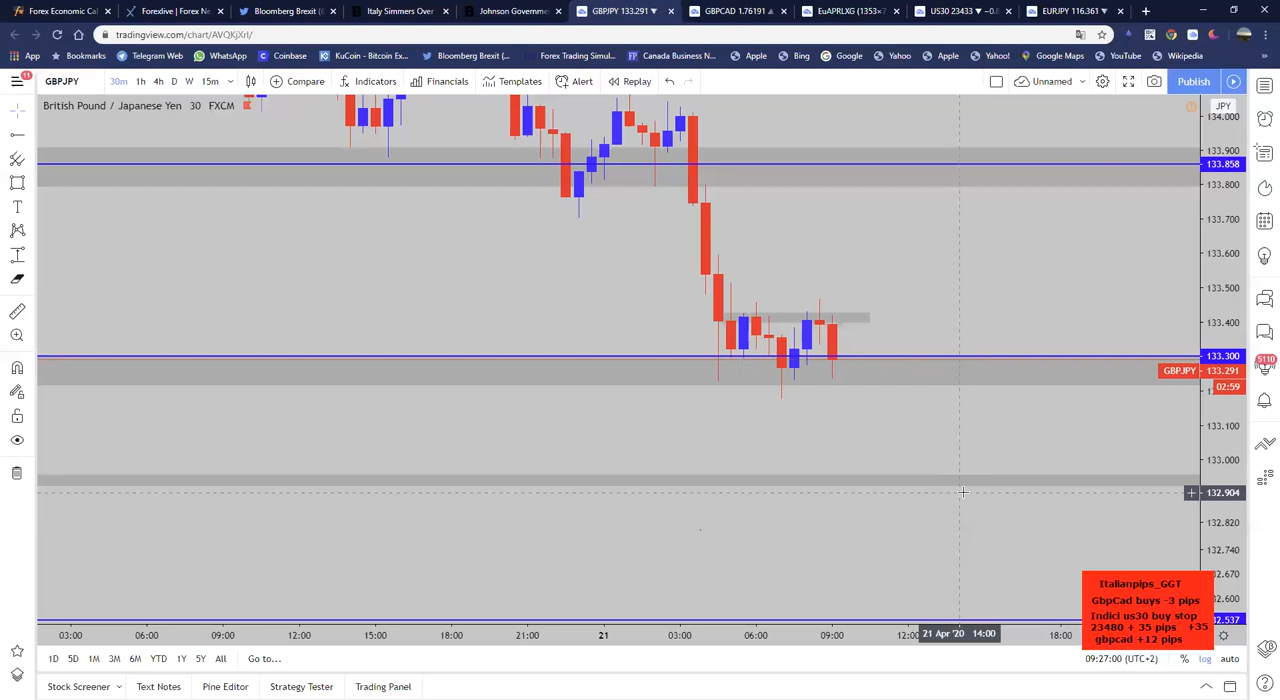 Forex Economic Cal
Forexlive | Forex Ne
Bloomberg Brexit (
Italy Simmers Over
Johnson Governme
GBPJPY 133.291 ▼
GBPCAD 1.76191 ▲
EuAPRLXG (1353×7
US30 23433 ▼ −0.8
EURJPY 116.361 ▼
tradingview.com/chart/AVQKjXrI/
App
Bookmarks
Telegram Web
WhatsApp
Coinbase
KuCoin - Bitcoin Ex...
Bloomberg Brexit (...
Forex Trading Simul...
Canada Business N...
Apple
Bing
Google
Yahoo
Apple
Yahoo!
Google Maps
YouTube
Wikipedia
»
11
GBPJPY
30m
1h
4h
D
W
15m
Compare
Indicators
Financials
Templates
Alert
Replay
Unnamed
Publish
British Pound / Japanese Yen 30 FXCM
JPY
134.000
133.900
133.858
133.800
133.700
133.600
133.500
133.400
133.300
GBPJPY 133.291
02:59
133.100
133.000
132.904
132.820
132.740
132.670
132.600
132.537
5110
Italianpips_GGT
GbpCad buys -3 pips
Indici us30 buy stop
23480 + 35 pips +35
gbpcad +12 pips
03:00
06:00
09:00
12:00
15:00
18:00
21:00
21
03:00
06:00
09:00
12:00
21 Apr '20 14:00
18:00
1D 5D 1M 3M 6M YTD 1Y 5Y All
Go to...
09:27:00 (UTC+2)
%
log
auto
Stock Screener
Text Notes
Pine Editor
Strategy Tester
Trading Panel